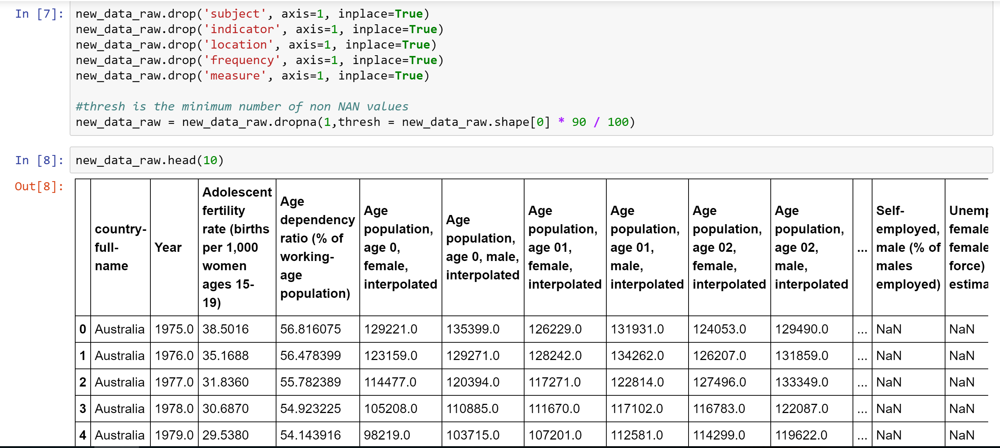 In [7]: new_data_raw.drop('subject', axis=1, inplace=True)
new_data_raw.drop('indicator', axis=1, inplace=True)
new_data_raw.drop('location', axis=1, inplace=True)
new_data_raw.drop('frequency', axis=1, inplace=True)
new_data_raw.drop('measure', axis=1, inplace=True)
#thresh is the minimum number of non NAN values
new_data_raw = new_data_raw.dropna(1,thresh = new_data_raw.shape[0] * 90 / 100)
In [8]: new_data_raw.head(10)
Out[8]:
country-
full-
name
Year
Adolescent
fertility
rate (births
per 1,000
women
ages 15-
19)
Age
dependency
ratio (% of
working-
age
population)
Age
population,
age 0,
female,
interpolated
Age
population,
age 0, male,
interpolated
Age
population,
age 01,
female,
interpolated
Age
population,
age 01,
male,
interpolated
Age
population,
age 02,
female,
interpolated
Age
population,
age 02,
male,
interpolated
...
Self-
employed,
male (% of
males
employed)
Unemp
female
female
force)
estima
0 Australia 1975.0 38.5016 56.816075 129221.0 135399.0 126229.0 131931.0 124053.0 129490.0 ... NaN NaN
1 Australia 1976.0 35.1688 56.478399 123159.0 129271.0 128242.0 134262.0 126207.0 131859.0 ... NaN NaN
2 Australia 1977.0 31.8360 55.782389 114477.0 120394.0 117271.0 122814.0 127496.0 133349.0 ... NaN NaN
3 Australia 1978.0 30.6870 54.923225 105208.0 110885.0 111670.0 117102.0 116783.0 122087.0 ... NaN NaN
4 Australia 1979.0 29.5380 54.143916 98219.0 103715.0 107201.0 112581.0 114299.0 119622.0 ... NaN NaN